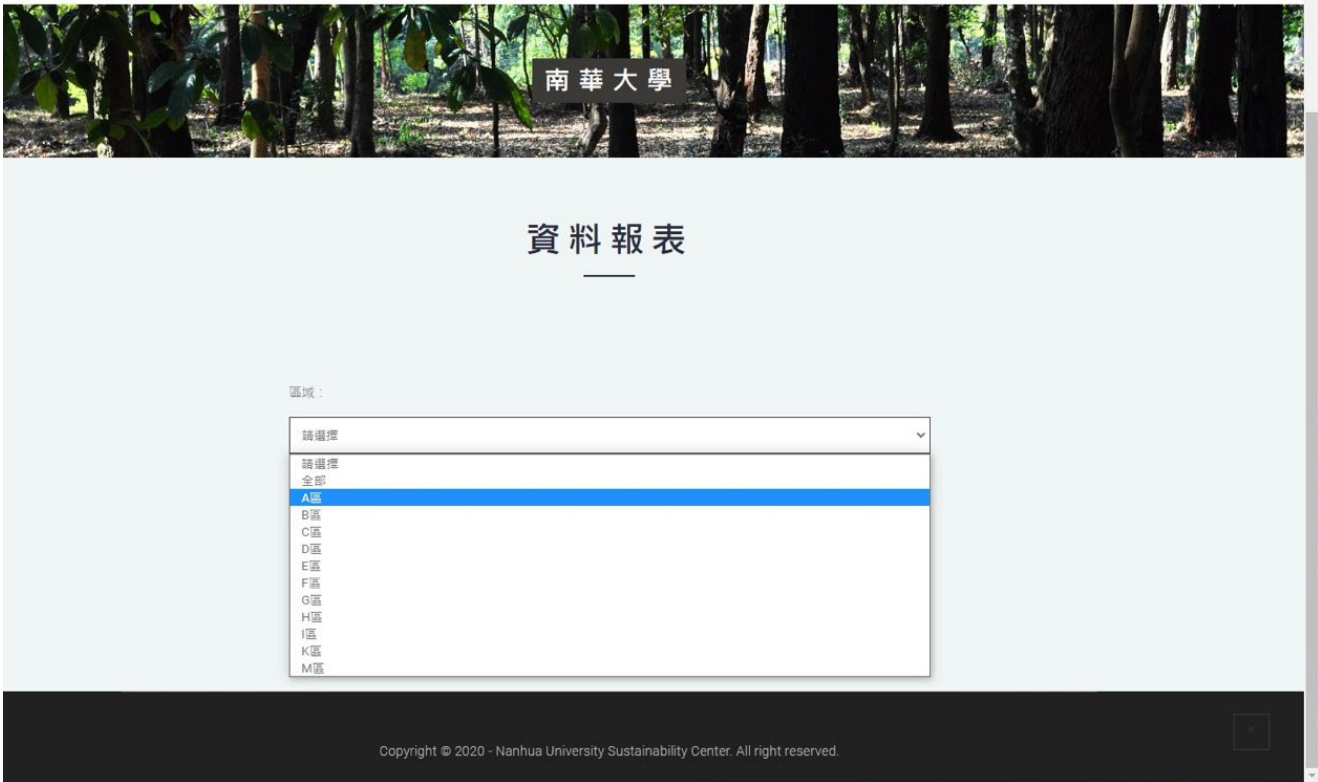 南華大學
資料報表
區域 :
請選擇
請選擇
全部
A區
B區
C區
D區
E區
F區
G區
H區
I區
K區
M區
Copyright © 2020 - Nanhua University Sustainability Center. All right reserved.